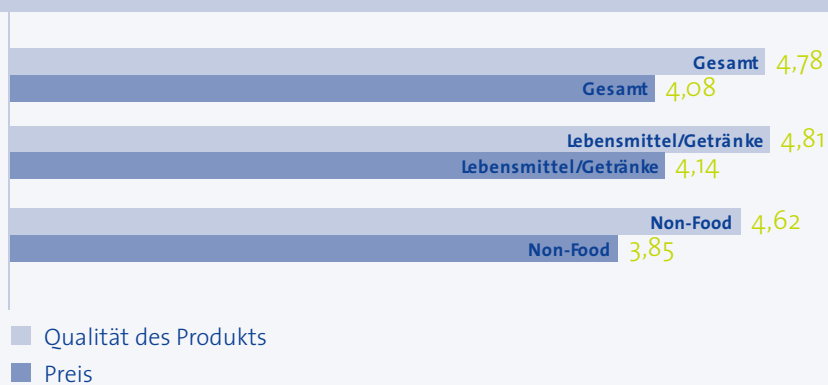 Gesamt 4,78
Gesamt 4,08
Lebensmittel/Getränke 4,81
Lebensmittel/Getränke 4,14
Non-Food 4,62
Non-Food 3,85
Qualität des Produkts
Preis